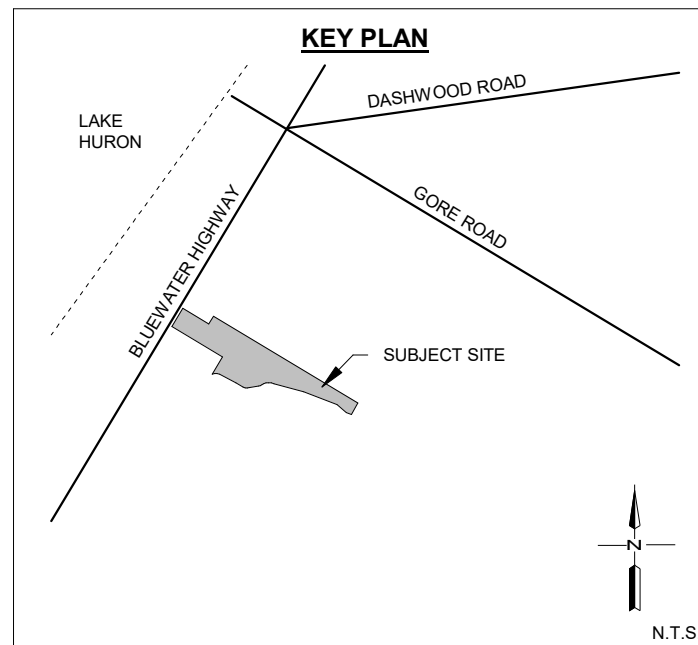 KEY PLAN
DASHWOOD ROAD
LAKE
HURON
GORE ROAD
BLUEWATER HIGHWAY
SUBJECT SITE
N
N.T.S